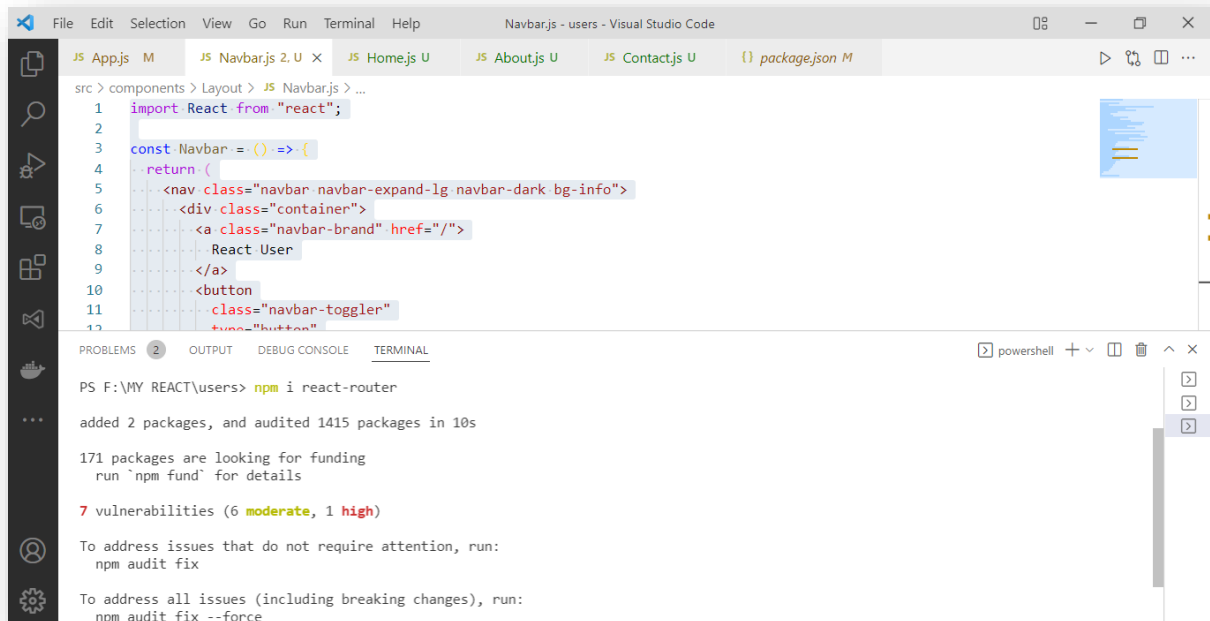 File Edit Selection View Go Run Terminal Help Navbar.js - users - Visual Studio Code
JS App.js M JS Navbar.js 2, U JS Home.js U JS About.js U JS Contact.js U {} package.json M
src > components > Layout > JS Navbar.js > ...
1 import React from "react";
2
3 const Navbar = () => {
4 return (
5 <nav class="navbar navbar-expand-lg navbar-dark bg-info">
6 <div class="container">
7 <a class="navbar-brand" href="/">
8 React User
9 </a>
10 <button
11 class="navbar-toggler"
12 type="button"
PROBLEMS 2 OUTPUT DEBUG CONSOLE TERMINAL powershell
PS F:\MY REACT\users> npm i react-router
added 2 packages, and audited 1415 packages in 10s
171 packages are looking for funding
run `npm fund` for details
7 vulnerabilities (6 moderate, 1 high)
To address issues that do not require attention, run:
npm audit fix
To address all issues (including breaking changes), run:
npm audit fix --force